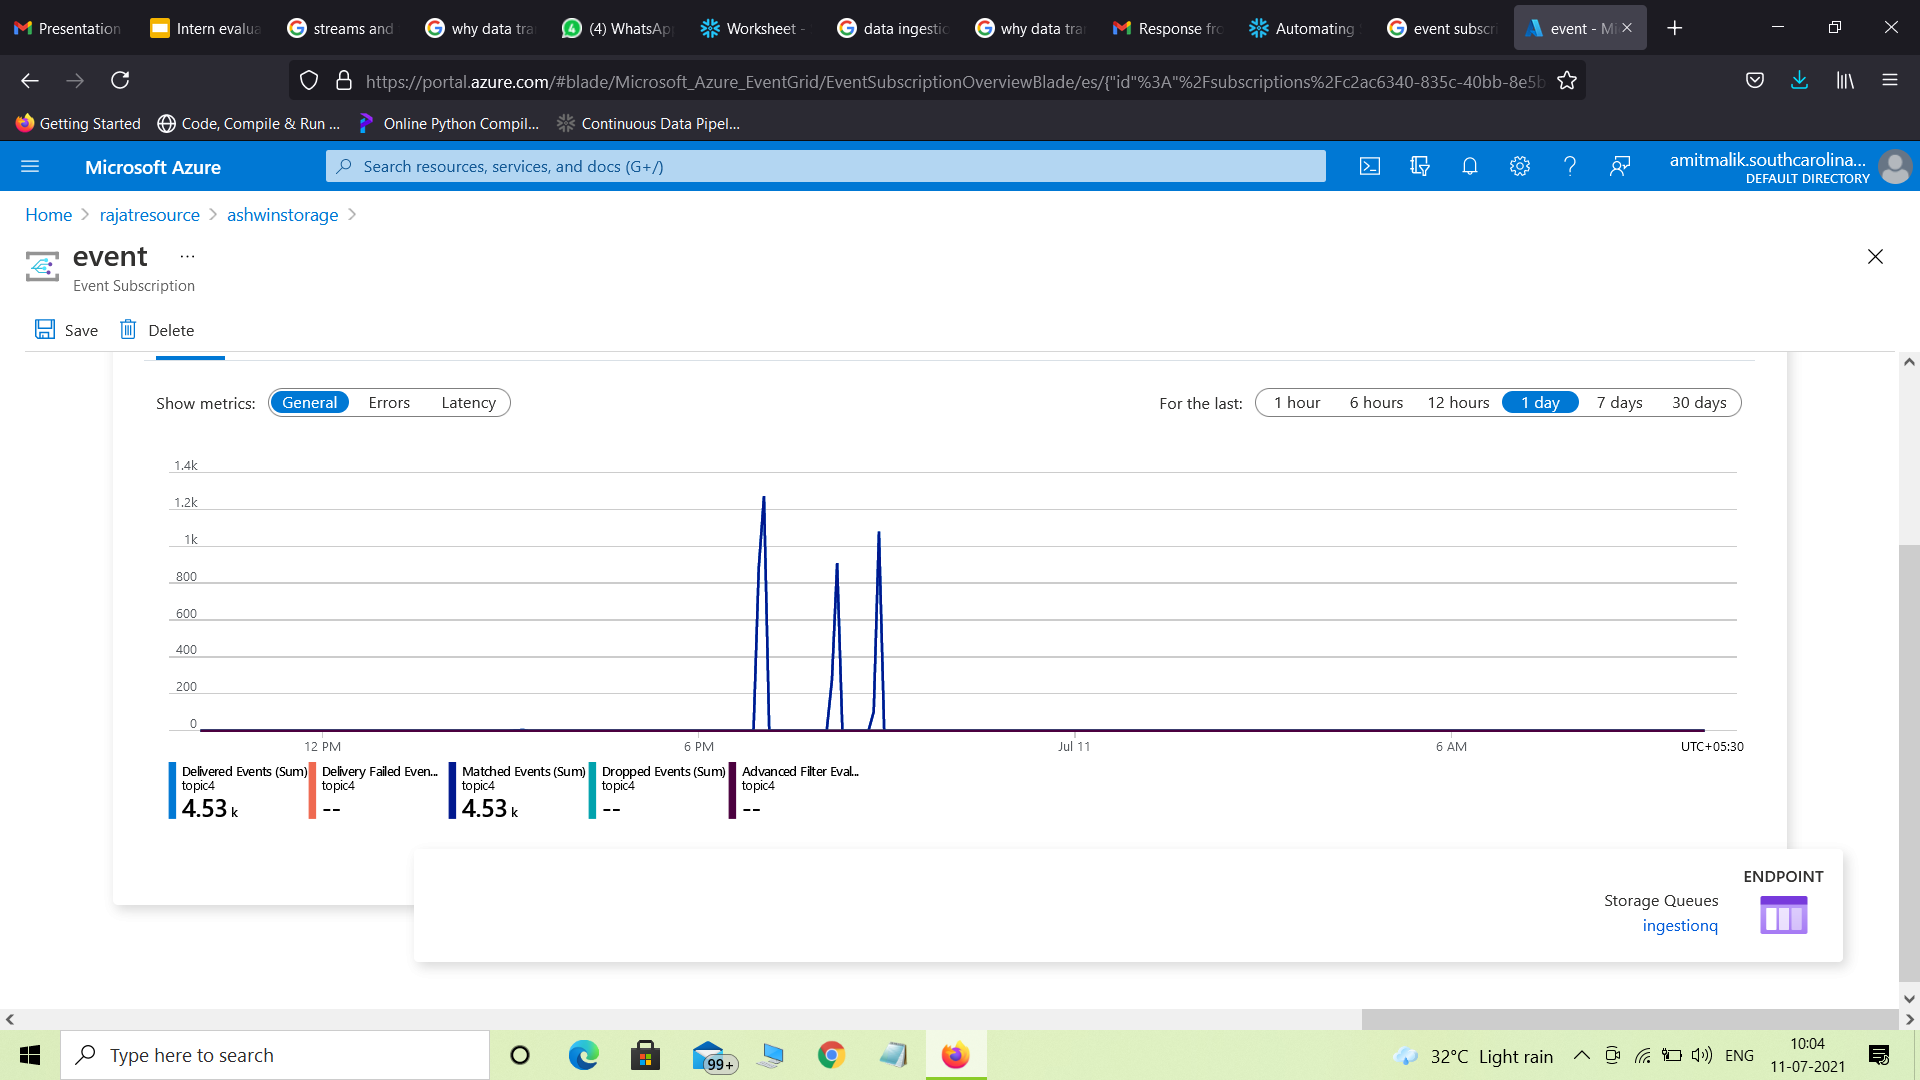 Presentation
Intern evalua
streams and
why data tra
(4) WhatsAp
Worksheet -
data ingestio
why data tra
Response fro
Automating
event subscri
event - Mi
https://portal.azure.com/#blade/Microsoft_Azure_EventGrid/EventSubscriptionOverviewBlade/es/{"id"%3A"%2Fsubscriptions%2Fc2ac6340-835c-40bb-8e5b
Getting Started
Code, Compile & Run ...
Online Python Compil...
Continuous Data Pipel...
Microsoft Azure
Search resources, services, and docs (G+/)
amitmalik.southcarolina...
DEFAULT DIRECTORY
Home > rajatresource > ashwinstorage >
event ...
Event Subscription
Save
Delete
Show metrics:
General
Errors
Latency
For the last:
1 hour
6 hours
12 hours
1 day
7 days
30 days
1.4k
1.2k
1k
800
600
400
200
0
12 PM
6 PM
Jul 11
6 AM
UTC+05:30
Delivered Events (Sum)
topic4
4.53 k
Delivery Failed Even...
topic4
--
Matched Events (Sum)
topic4
4.53 k
Dropped Events (Sum)
topic4
--
Advanced Filter Eval...
topic4
--
ENDPOINT
Storage Queues
ingestionq
Type here to search
99+
32°C Light rain
ENG
10:04
11-07-2021